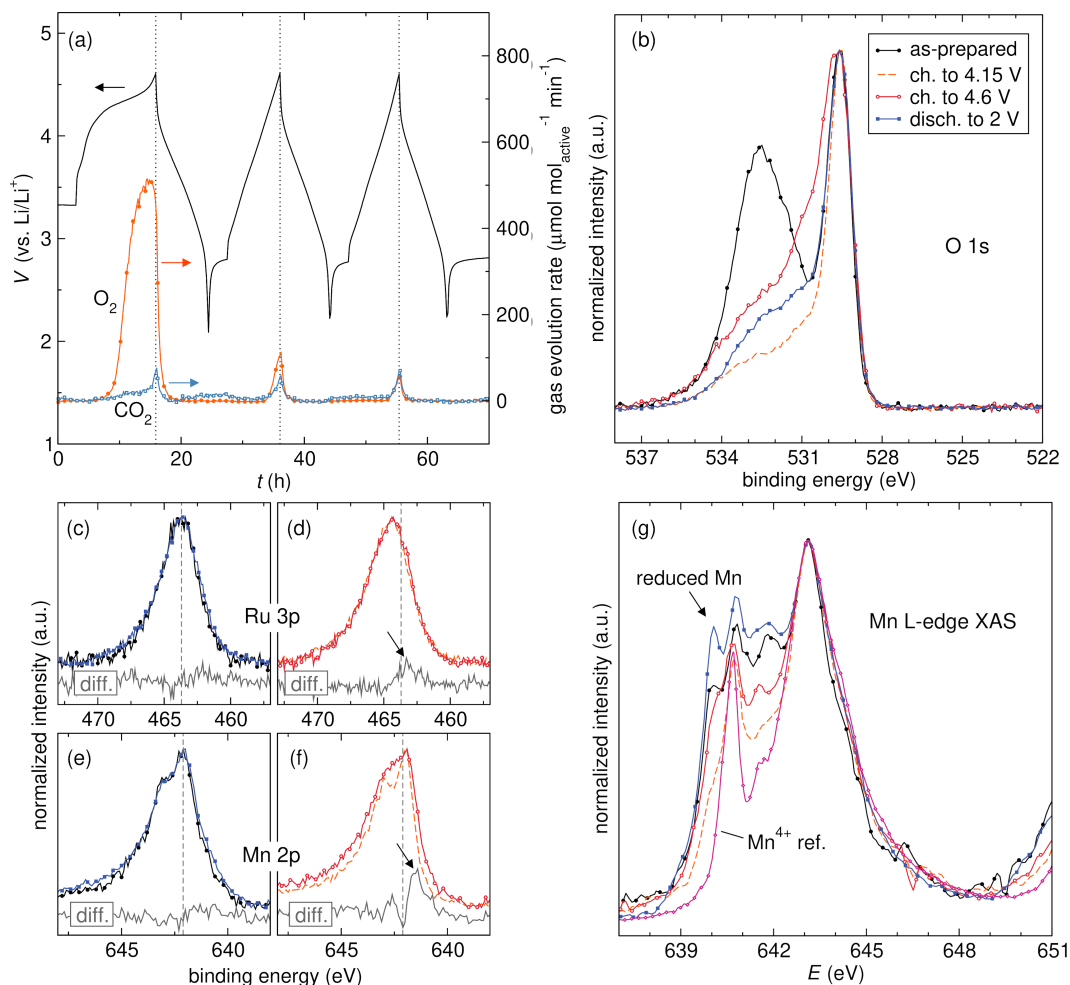 (a)
5
4
3
2
1
V (vs. Li/Li⁺)
800
600
400
200
0
gas evolution rate (μmol mol_active⁻¹ min⁻¹)
O₂
CO₂
0 20 40 60
t (h)
(b)
as-prepared
ch. to 4.15 V
ch. to 4.6 V
disch. to 2 V
O 1s
normalized intensity (a.u.)
537 534 531 528 525 522
binding energy (eV)
(c)
(d)
Ru 3p
diff.
diff.
470 465 460
470 465 460
normalized intensity (a.u.)
(e)
(f)
Mn 2p
diff.
diff.
645 640
645 640
binding energy (eV)
(g)
reduced Mn
Mn L-edge XAS
Mn⁴⁺ ref.
normalized intensity (a.u.)
639 642 645 648 651
E (eV)